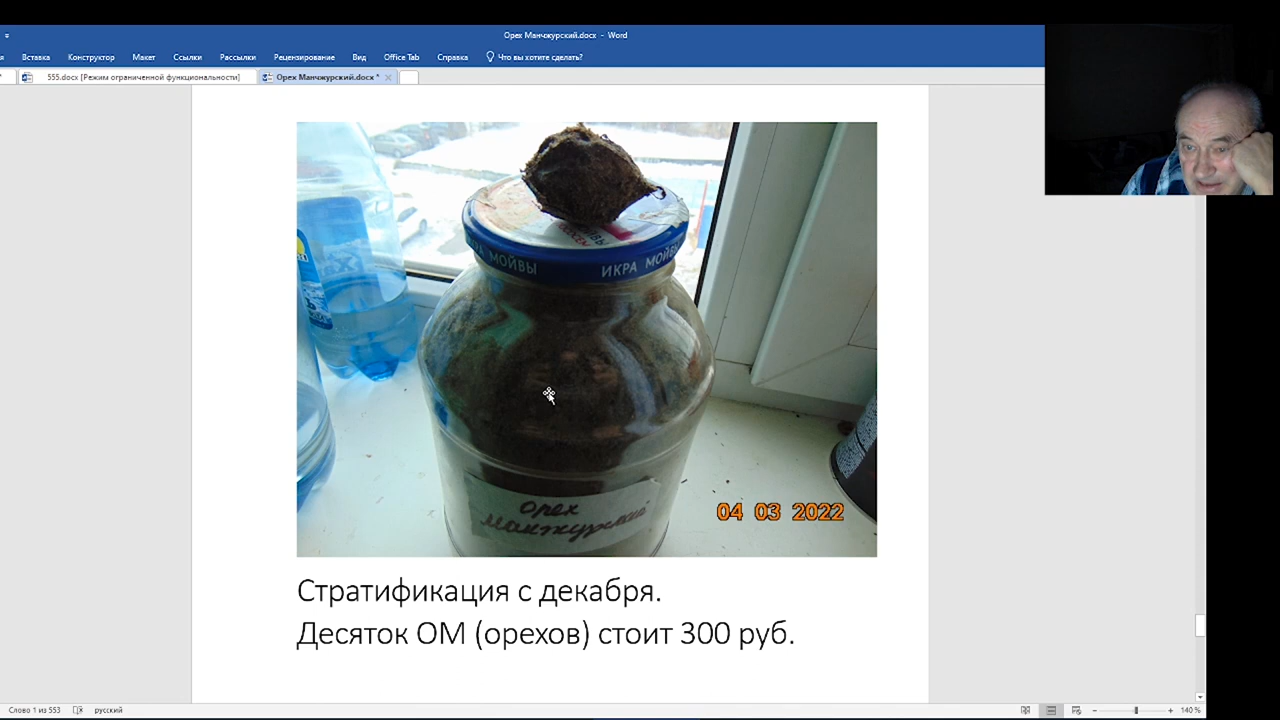 Орех Манчжурский.docx - Word
я Вставка Конструктор Макет Ссылки Рассылки Рецензирование Вид Office Tab Справка Что вы хотите сделать?
555.docx [Режим ограниченной функциональности] Орех Манчжурский.docx *
ИКРА МОЙВЫ ИКРА МОЙВЫ
орех
манжурский
04 03 2022
Стратификация с декабря.
Десяток ОМ (орехов) стоит 300 руб.
Слово 1 из 553 русский 140 %